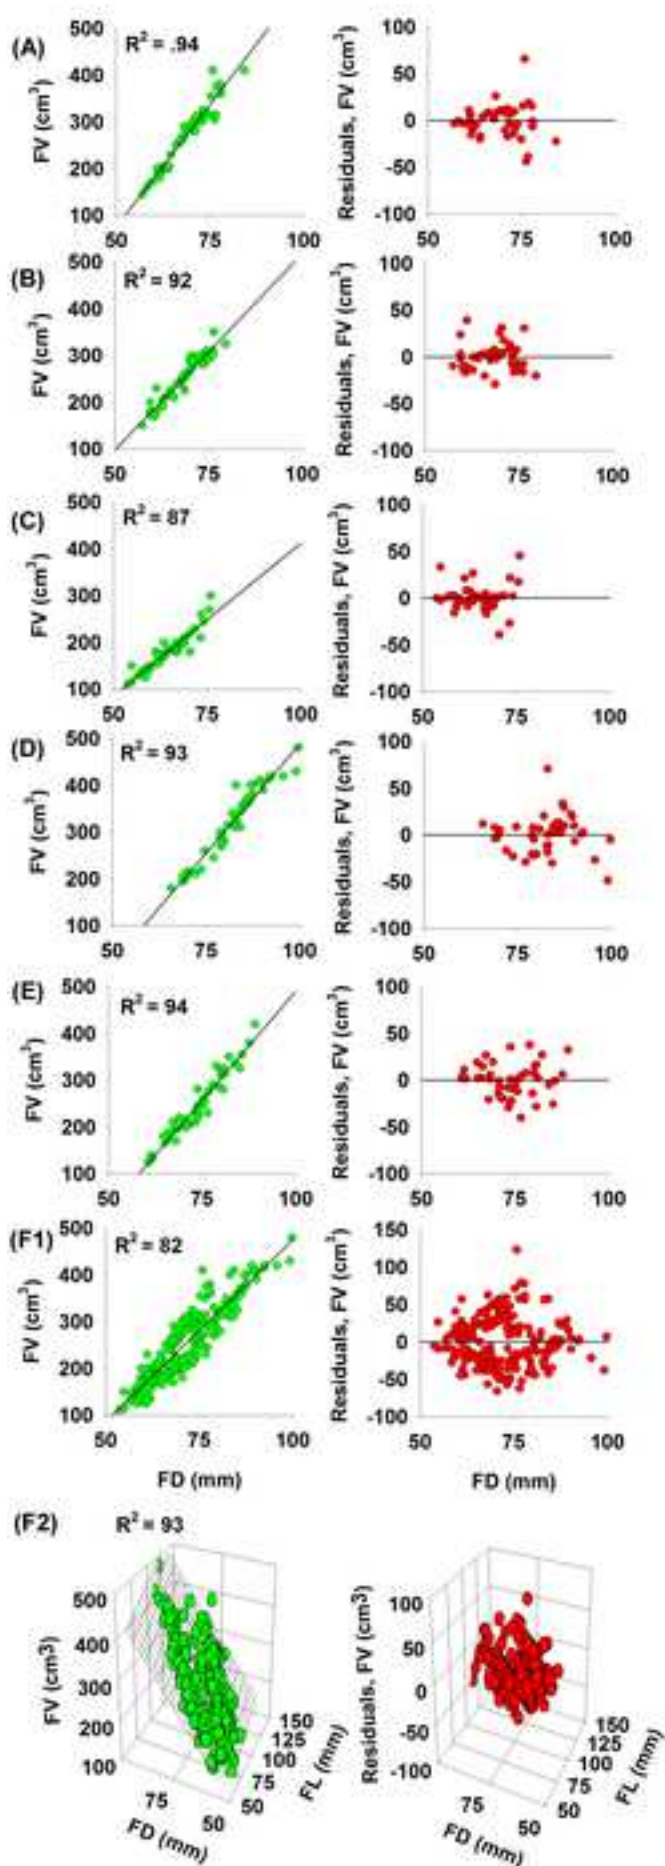 (A)
R² = .94
FV (cm³)
500
400
300
200
100
50 75 100
Residuals, FV (cm³)
100
50
0
-50
-100
50 75 100
(B)
R² = 92
FV (cm³)
500
400
300
200
100
50 75 100
Residuals, FV (cm³)
100
50
0
-50
-100
50 75 100
(C)
R² = 87
FV (cm³)
500
400
300
200
100
50 75 100
Residuals, FV (cm³)
100
50
0
-50
-100
50 75 100
(D)
R² = 93
FV (cm³)
500
400
300
200
100
50 75 100
Residuals, FV (cm³)
100
50
0
-50
-100
50 75 100
(E)
R² = 94
FV (cm³)
500
400
300
200
100
50 75 100
Residuals, FV (cm³)
100
50
0
-50
-100
50 75 100
(F1)
R² = 82
FV (cm³)
500
400
300
200
100
50 75 100
FD (mm)
Residuals, FV (cm³)
150
100
50
0
-50
-100
50 75 100
FD (mm)
(F2)
R² = 93
FV (cm3)
500
400
300
200
100
75 50
FD (mm)
150
125
100
75
50
FL (mm)
Residuals, FV (cm3)
100
50
0
-50
-100
75 50
FD (mm)
150
125
100
75
50
FL (mm)